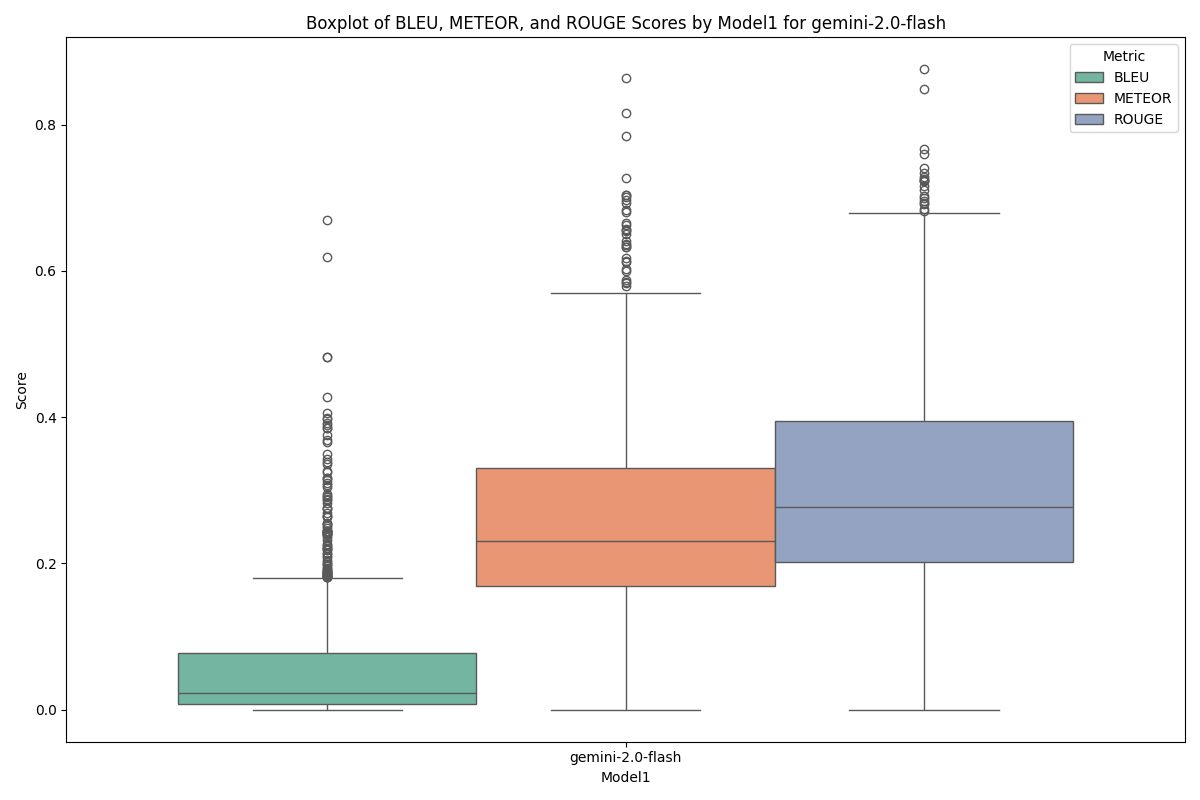 Boxplot of BLEU, METEOR, and ROUGE Scores by Model1 for gemini-2.0-flash
Metric
BLEU
METEOR
ROUGE
0.8
0.6
0.4
0.2
0.0
Score
gemini-2.0-flash
Model1